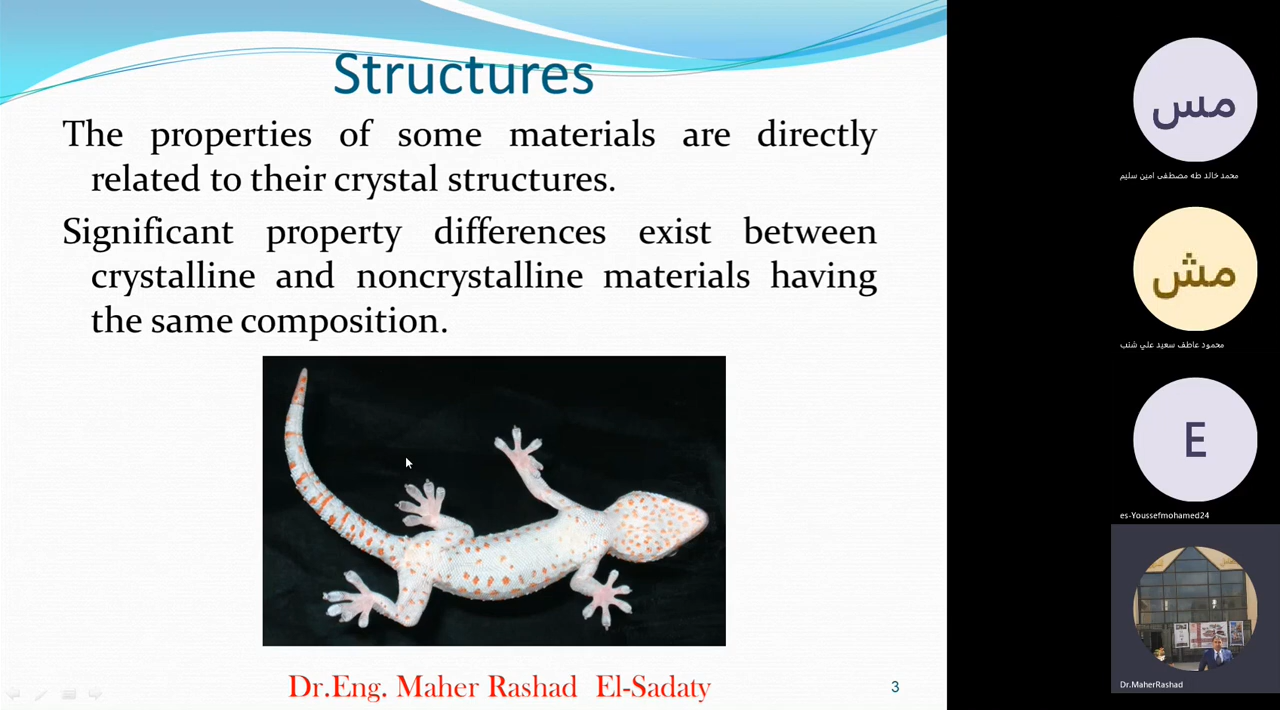 Structures
The properties of some materials are directly
related to their crystal structures.
Significant property differences exist between
crystalline and noncrystalline materials having
the same composition.
Dr.Eng. Maher Rashad El-Sadaty
3
مس
محمد خالد طه مصطفى امين سليم
مش
محمود عاطف سعيد علي شنب
E
es-Youssefmohamed24
Dr.MaherRashad